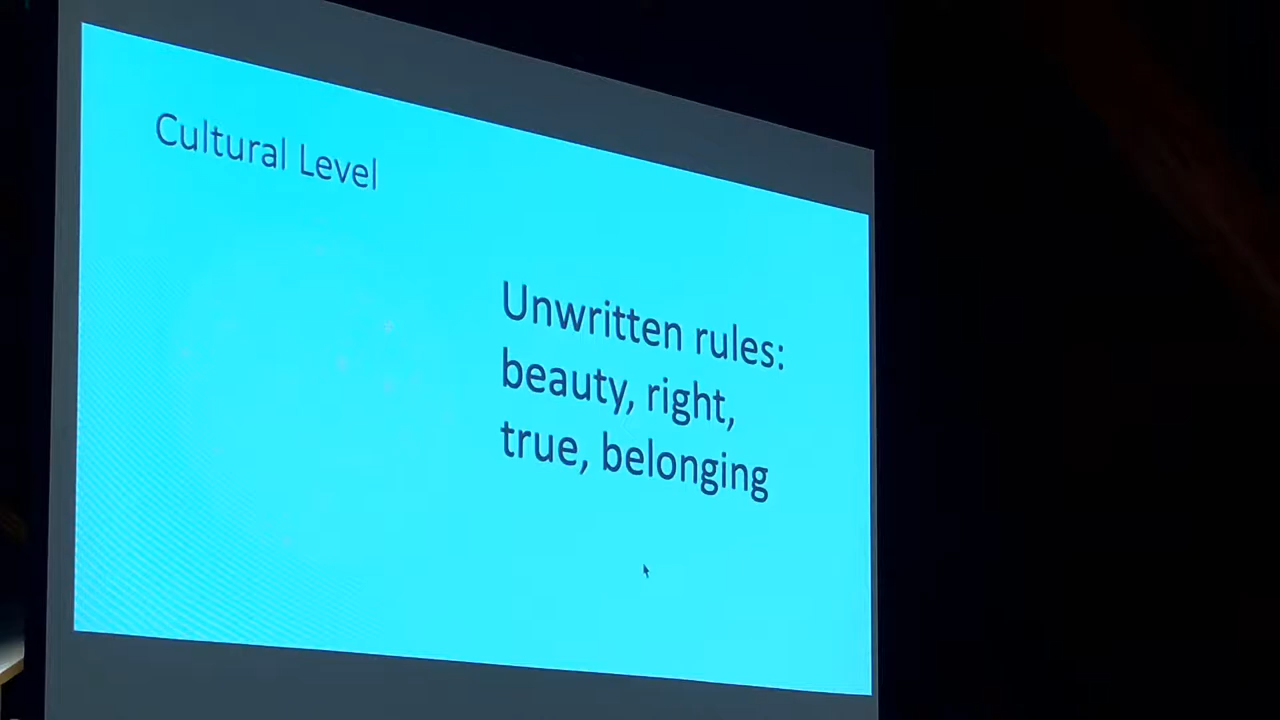 Cultural Level
Unwritten rules:
beauty, right,
true, belonging